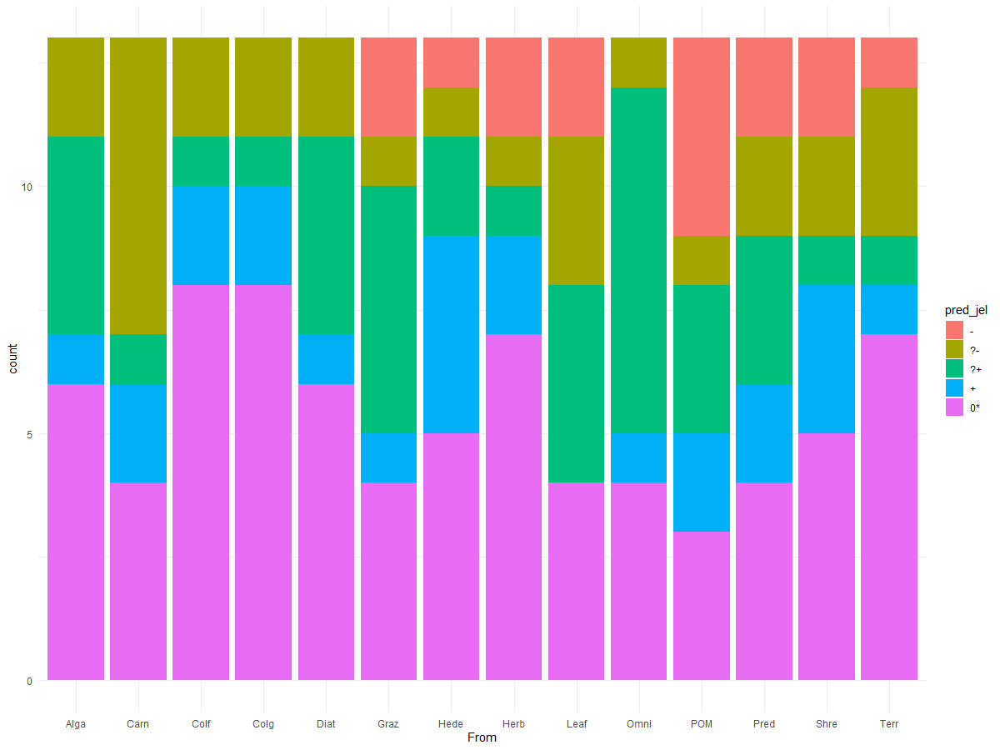 count
10
5
0
Alga Carn Colf Colg Diat Graz Hede Herb Leaf Omni POM Pred Shre Terr
From
pred_jel
-
?-
?+
+
0*